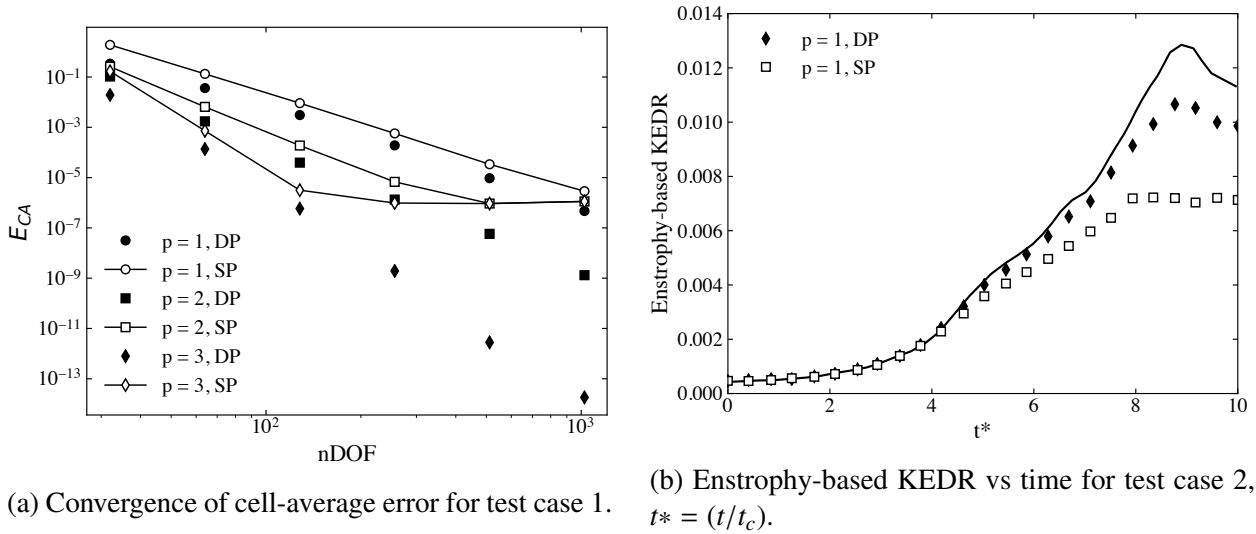 10⁻¹
10⁻³
10⁻⁵
10⁻⁷
10⁻⁹
10⁻¹¹
10⁻¹³
E_CA
p = 1, DP
p = 1, SP
p = 2, DP
p = 2, SP
p = 3, DP
p = 3, SP
10² 10³
nDOF
(a) Convergence of cell-average error for test case 1.
0.014
0.012
0.010
0.008
0.006
0.004
0.002
0.000
Enstrophy-based KEDR
p = 1, DP
p = 1, SP
0 2 4 6 8 10
t*
(b) Enstrophy-based KEDR vs time for test case 2,
t* = (t/t_c).